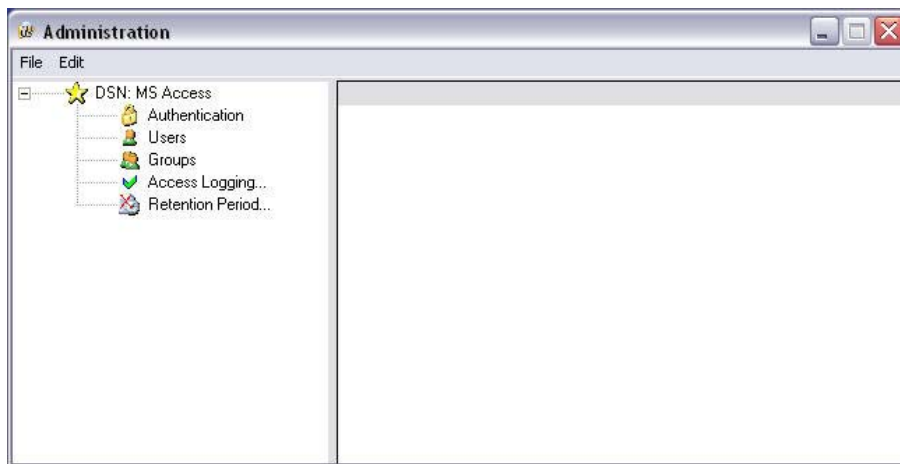 Administration
File Edit
DSN: MS Access
Authentication
Users
Groups
Access Logging...
Retention Period...